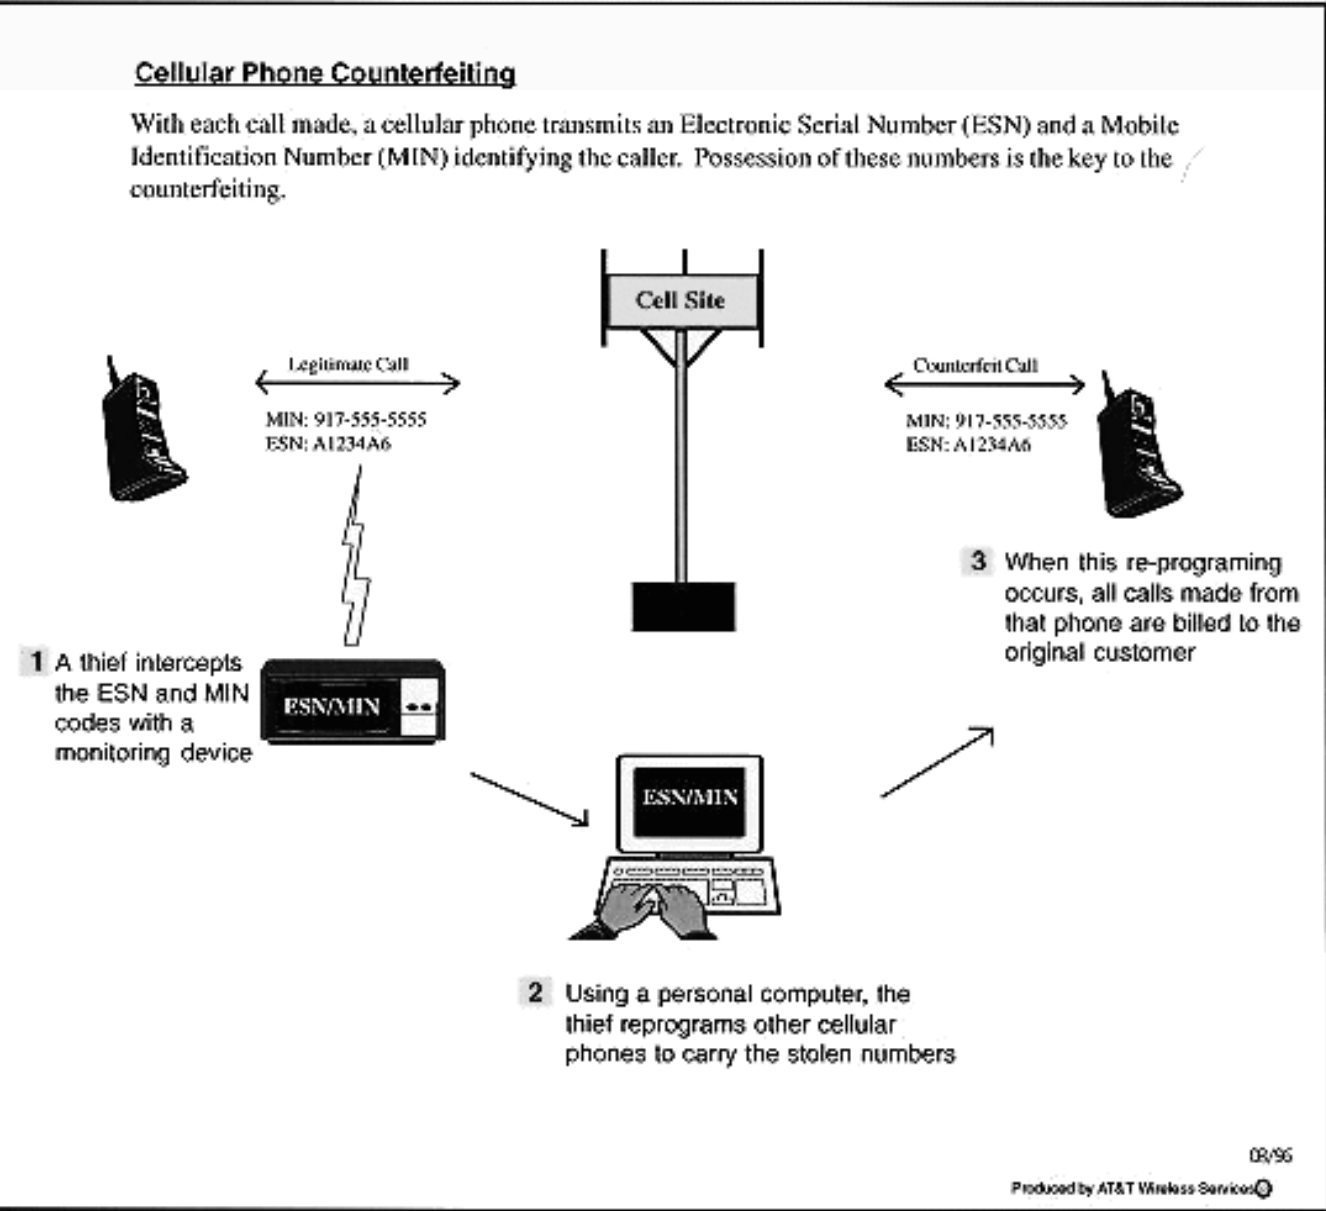 Cellular Phone Counterfeiting
With each call made, a cellular phone transmits an Electronic Serial Number (ESN) and a Mobile
Identification Number (MIN) identifying the caller. Possession of these numbers is the key to the
counterfeiting.
Cell Site
Legitimate Call
MIN: 917-555-5555
ESN: A1234A6
Counterfeit Call
MIN: 917-555-5555
ESN: A1234A6
1 A thief intercepts
the ESN and MIN
codes with a
monitoring device
ESN/MIN
ESN/MIN
2 Using a personal computer, the
thief reprograms other cellular
phones to carry the stolen numbers
3 When this re-programing
occurs, all calls made from
that phone are billed to the
original customer
08/96
Produced by AT&T Wireless Services